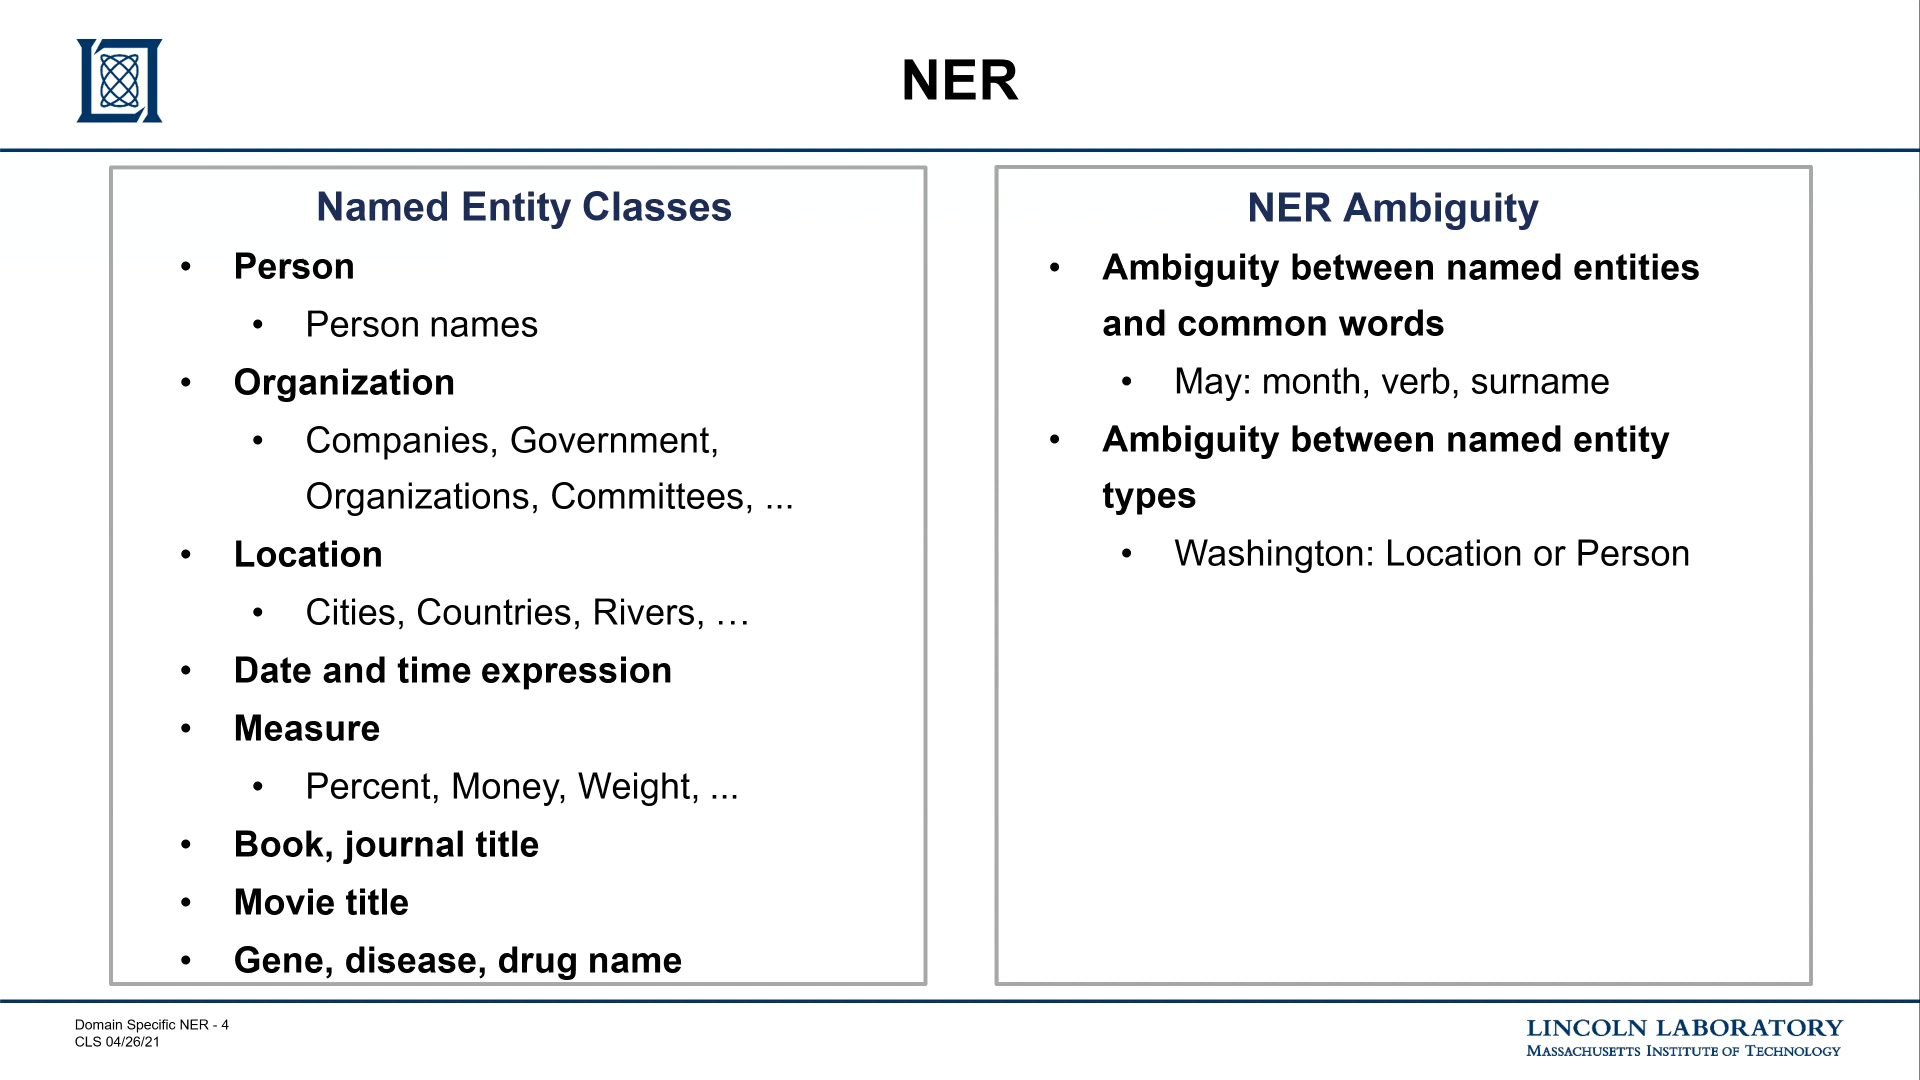 NER
Named Entity Classes
• Person
• Person names
• Organization
• Companies, Government,
Organizations, Committees, ...
• Location
• Cities, Countries, Rivers, …
• Date and time expression
• Measure
• Percent, Money, Weight, ...
• Book, journal title
• Movie title
• Gene, disease, drug name
NER Ambiguity
• Ambiguity between named entities
and common words
• May: month, verb, surname
• Ambiguity between named entity
types
• Washington: Location or Person
Domain Specific NER - 4
CLS 04/26/21
LINCOLN LABORATORY
MASSACHUSETTS INSTITUTE OF TECHNOLOGY